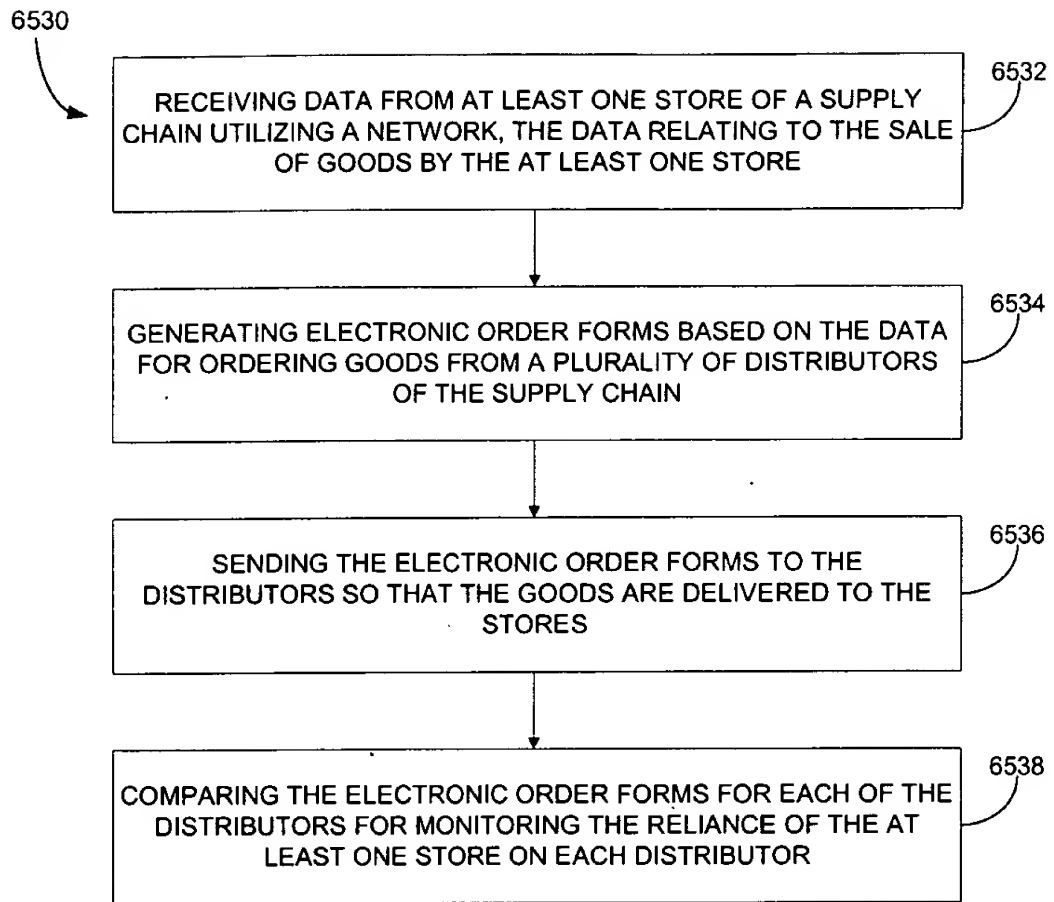 6530
6532
RECEIVING DATA FROM AT LEAST ONE STORE OF A SUPPLY
CHAIN UTILIZING A NETWORK, THE DATA RELATING TO THE SALE
OF GOODS BY THE AT LEAST ONE STORE
6534
GENERATING ELECTRONIC ORDER FORMS BASED ON THE DATA
FOR ORDERING GOODS FROM A PLURALITY OF DISTRIBUTORS
OF THE SUPPLY CHAIN
6536
SENDING THE ELECTRONIC ORDER FORMS TO THE
DISTRIBUTORS SO THAT THE GOODS ARE DELIVERED TO THE
STORES
6538
COMPARING THE ELECTRONIC ORDER FORMS FOR EACH OF THE
DISTRIBUTORS FOR MONITORING THE RELIANCE OF THE AT
LEAST ONE STORE ON EACH DISTRIBUTOR